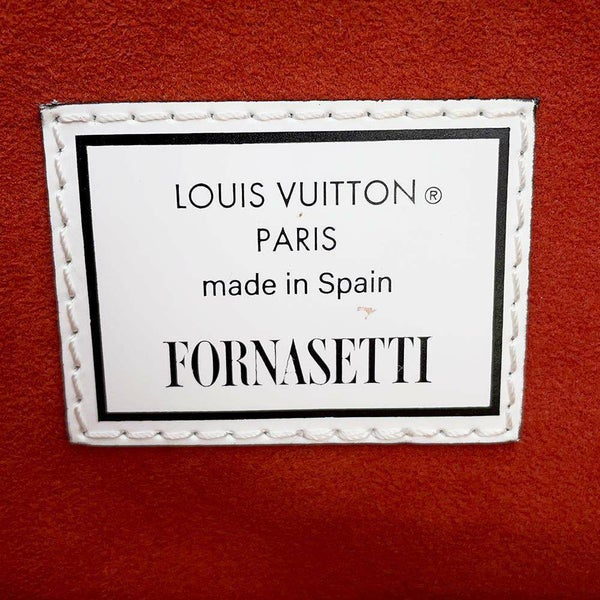 LOUIS VUITTON®
PARIS
made in Spain
FORNASETTI